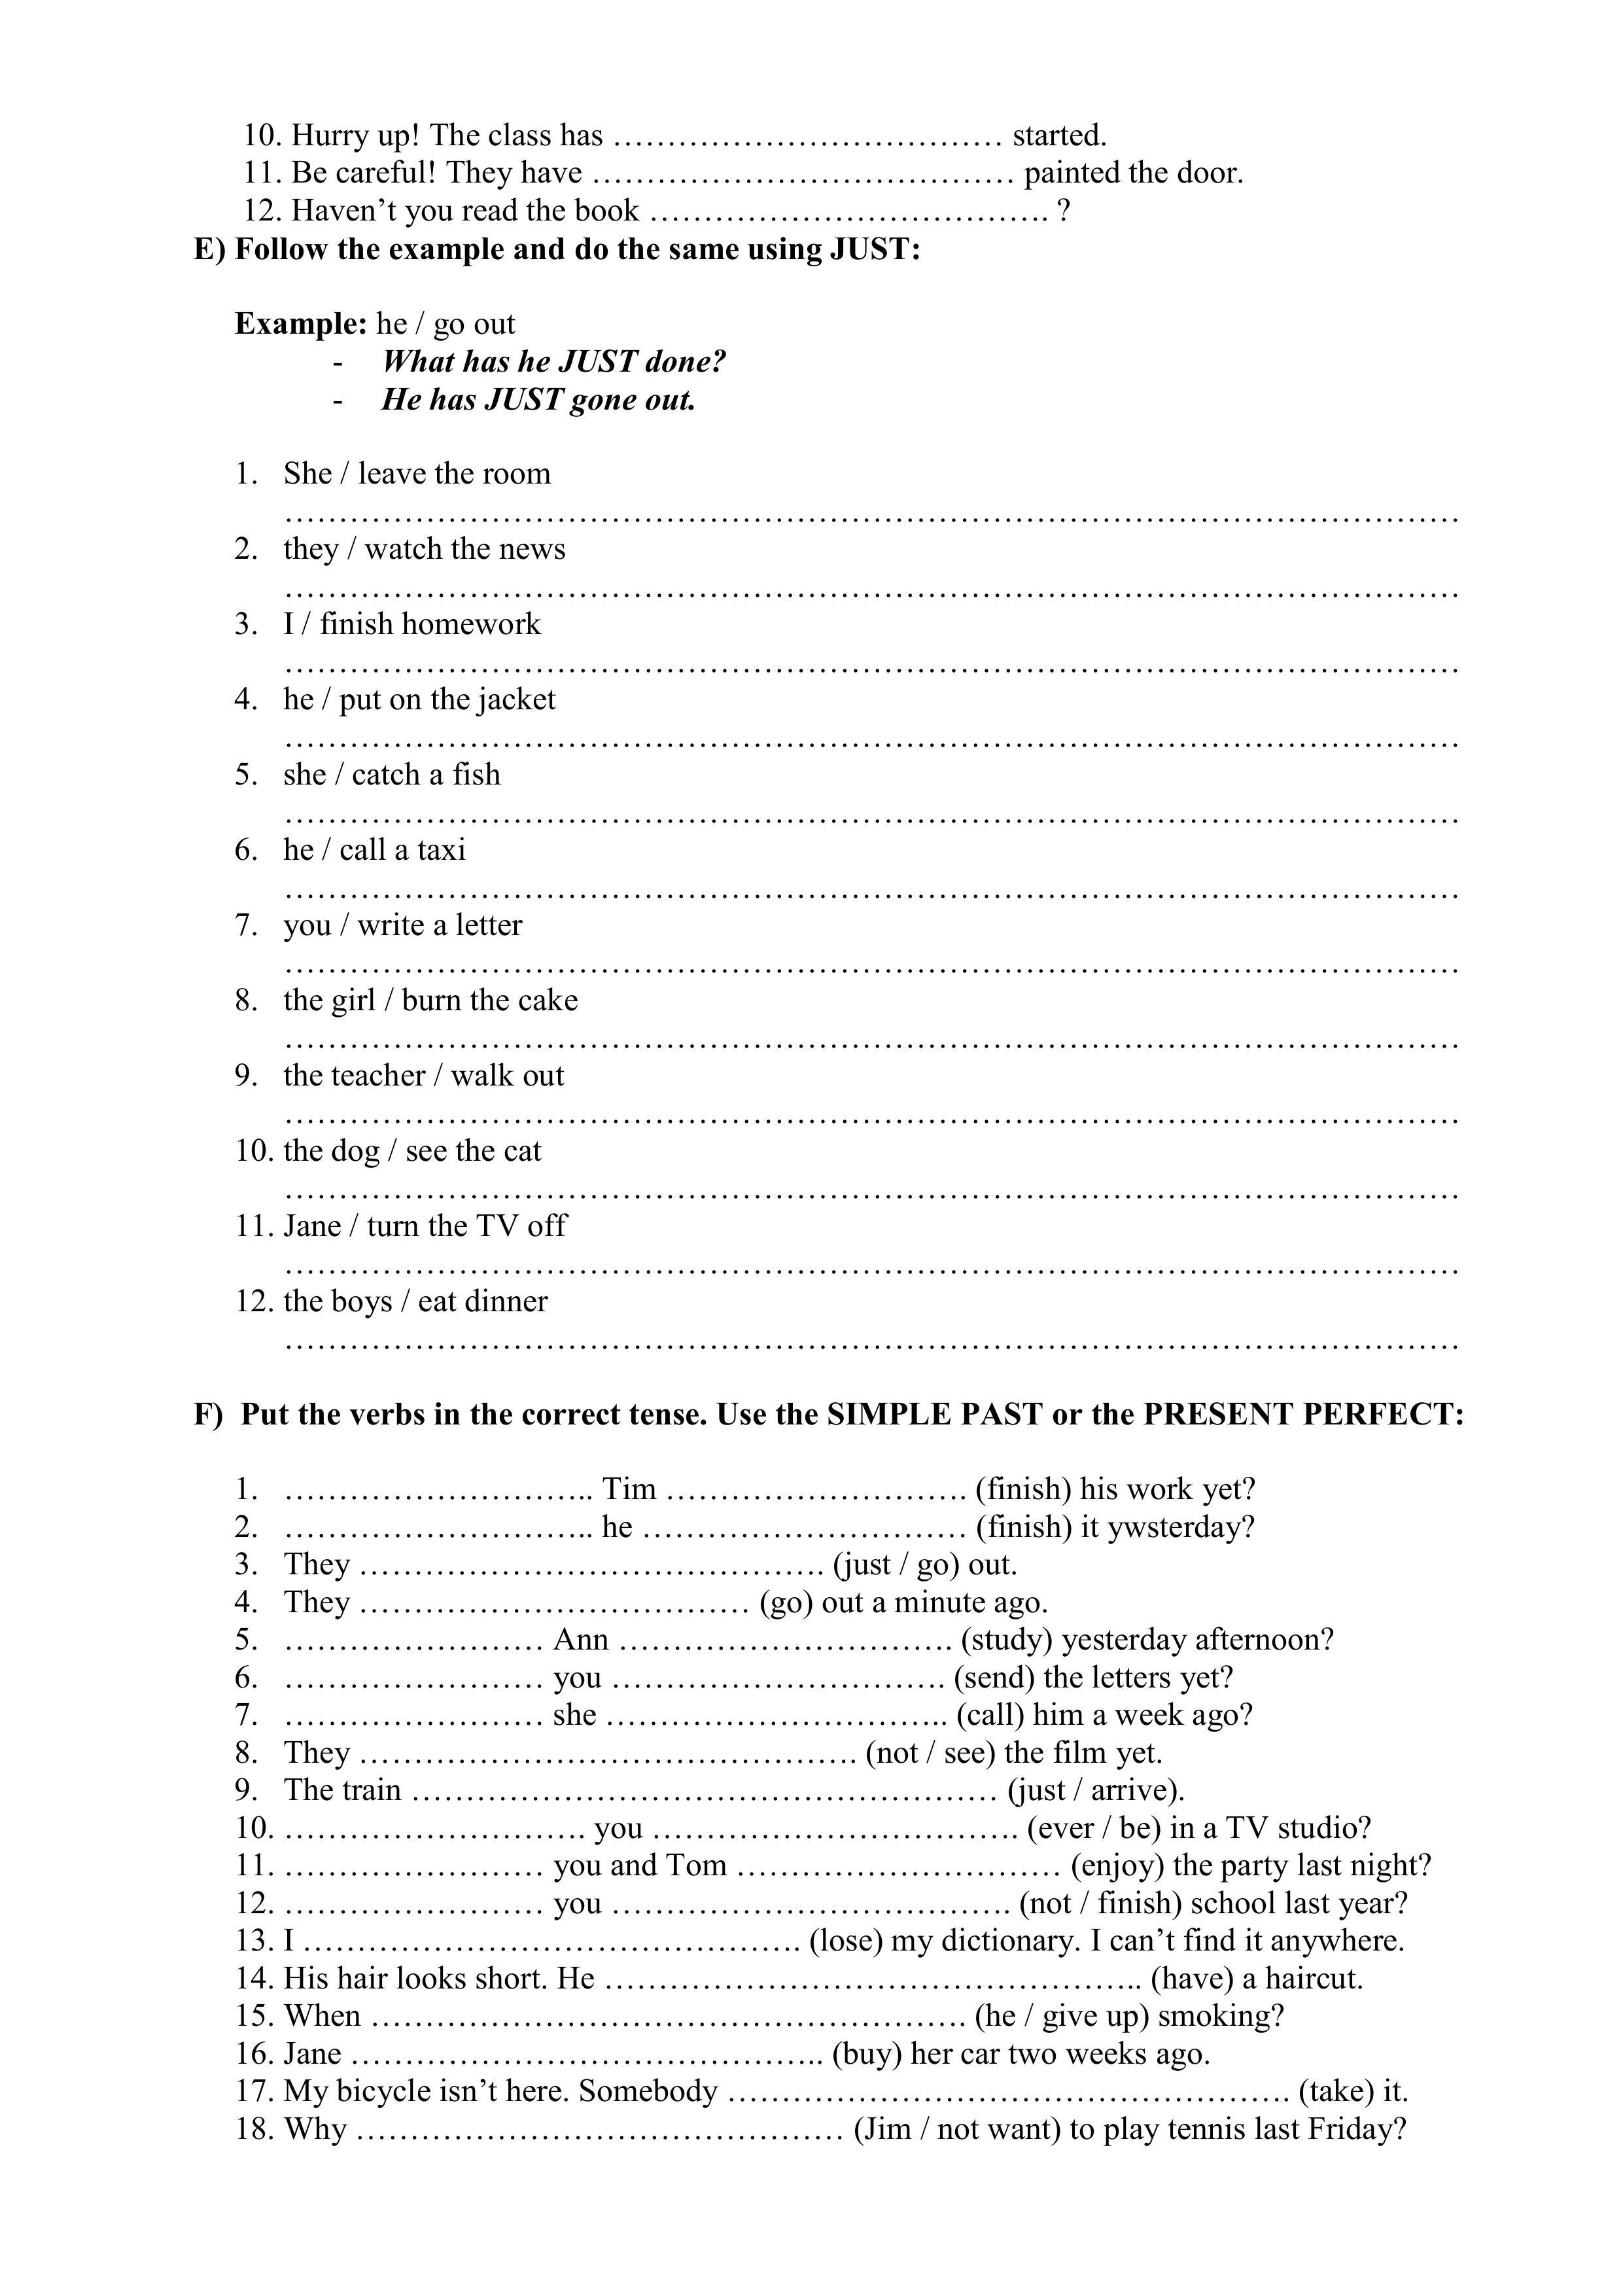 10. Hurry up! The class has ……………………………… started.
11. Be careful! They have ………………………………… painted the door.
12. Haven’t you read the book ………………………………. ?
E) Follow the example and do the same using JUST:
Example: he / go out
- What has he JUST done?
- He has JUST gone out.
1. She / leave the room
………………………………………………………………………………………………
2. they / watch the news
………………………………………………………………………………………………
3. I / finish homework
………………………………………………………………………………………………
4. he / put on the jacket
………………………………………………………………………………………………
5. she / catch a fish
………………………………………………………………………………………………
6. he / call a taxi
………………………………………………………………………………………………
7. you / write a letter
………………………………………………………………………………………………
8. the girl / burn the cake
………………………………………………………………………………………………
9. the teacher / walk out
………………………………………………………………………………………………
10. the dog / see the cat
………………………………………………………………………………………………
11. Jane / turn the TV off
………………………………………………………………………………………………
12. the boys / eat dinner
………………………………………………………………………………………………
F) Put the verbs in the correct tense. Use the SIMPLE PAST or the PRESENT PERFECT:
1. ……………………….. Tim ………………………. (finish) his work yet?
2. ……………………….. he ………………………… (finish) it ywsterday?
3. They ……………………………………. (just / go) out.
4. They ……………………………… (go) out a minute ago.
5. …………………… Ann …………………………. (study) yesterday afternoon?
6. …………………… you …………………………. (send) the letters yet?
7. …………………… she ………………………….. (call) him a week ago?
8. They ………………………………………. (not / see) the film yet.
9. The train ……………………………………………… (just / arrive).
10. ………………………. you ……………………………. (ever / be) in a TV studio?
11. …………………… you and Tom ………………………… (enjoy) the party last night?
12. …………………… you ………………………………. (not / finish) school last year?
13. I ………………………………………. (lose) my dictionary. I can’t find it anywhere.
14. His hair looks short. He ………………………………………….. (have) a haircut.
15. When ………………………………………………. (he / give up) smoking?
16. Jane …………………………………….. (buy) her car two weeks ago.
17. My bicycle isn’t here. Somebody ……………………………………………. (take) it.
18. Why ……………………………………… (Jim / not want) to play tennis last Friday?